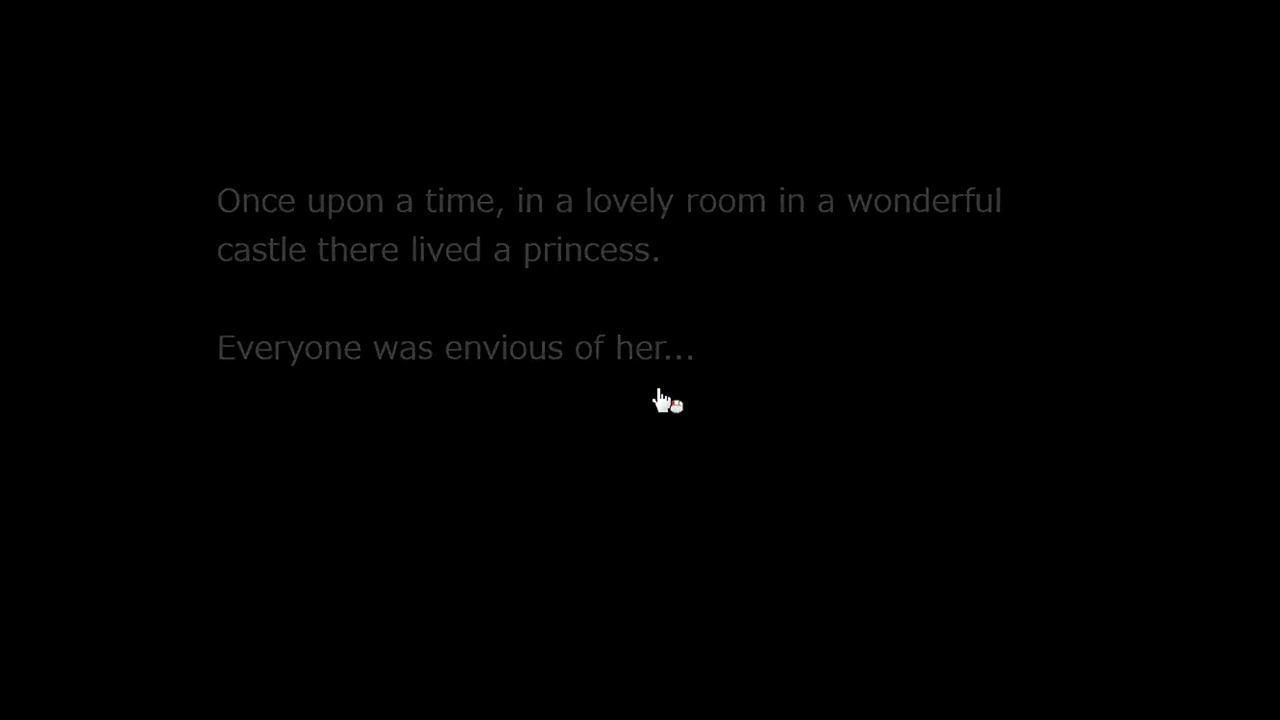 Once upon a time, in a lovely room in a wonderful
castle there lived a princess.
Everyone was envious of her...